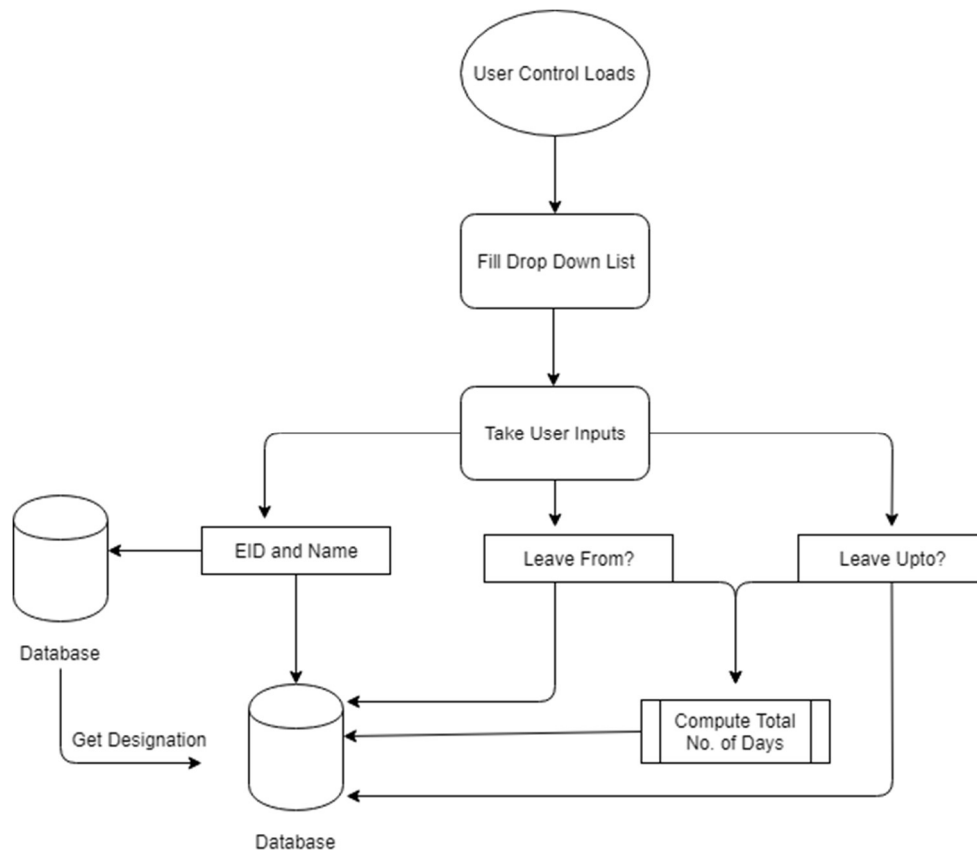 User Control Loads
Fill Drop Down List
Take User Inputs
EID and Name
Leave From?
Leave Upto?
Database
Get Designation
Compute Total
No. of Days
Database